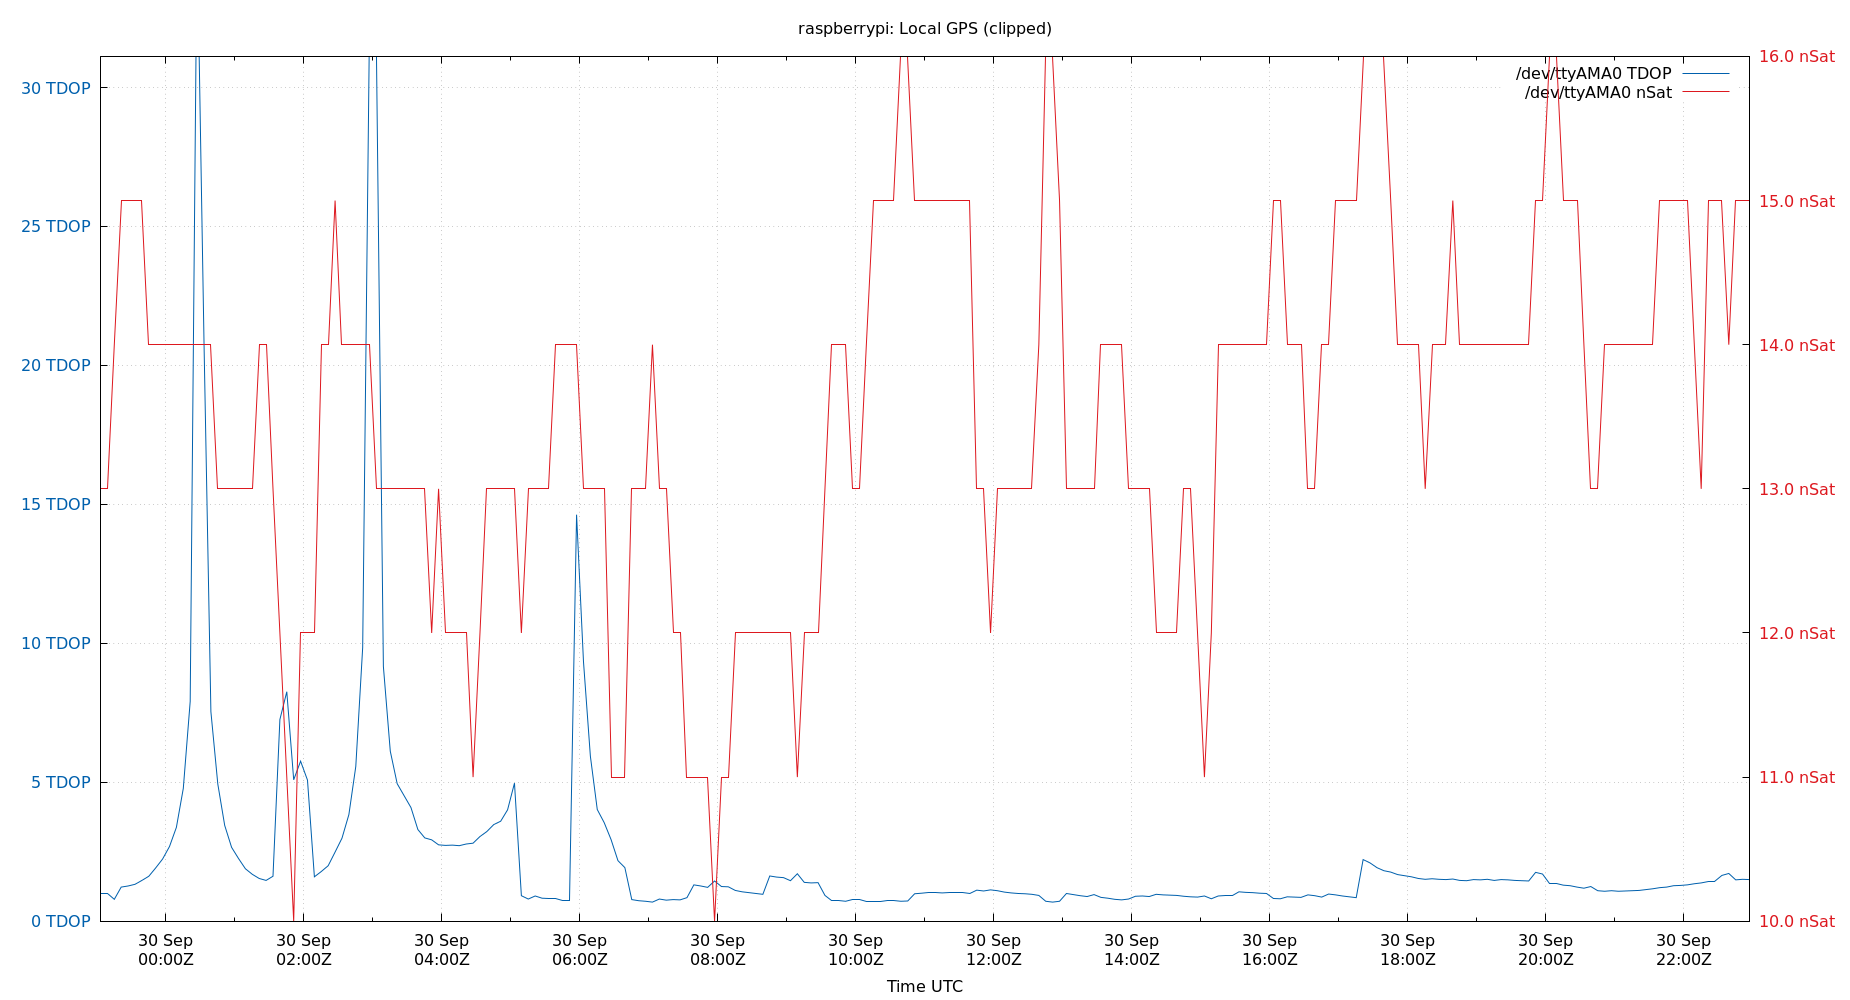 raspberrypi: Local GPS (clipped)
/dev/ttyAMA0 TDOP
/dev/ttyAMA0 nSat
30 TDOP
25 TDOP
20 TDOP
15 TDOP
10 TDOP
5 TDOP
0 TDOP
16.0 nSat
15.0 nSat
14.0 nSat
13.0 nSat
12.0 nSat
11.0 nSat
10.0 nSat
30 Sep 30 Sep 30 Sep 30 Sep 30 Sep 30 Sep 30 Sep 30 Sep 30 Sep 30 Sep 30 Sep 30 Sep
00:00Z 02:00Z 04:00Z 06:00Z 08:00Z 10:00Z 12:00Z 14:00Z 16:00Z 18:00Z 20:00Z 22:00Z
Time UTC